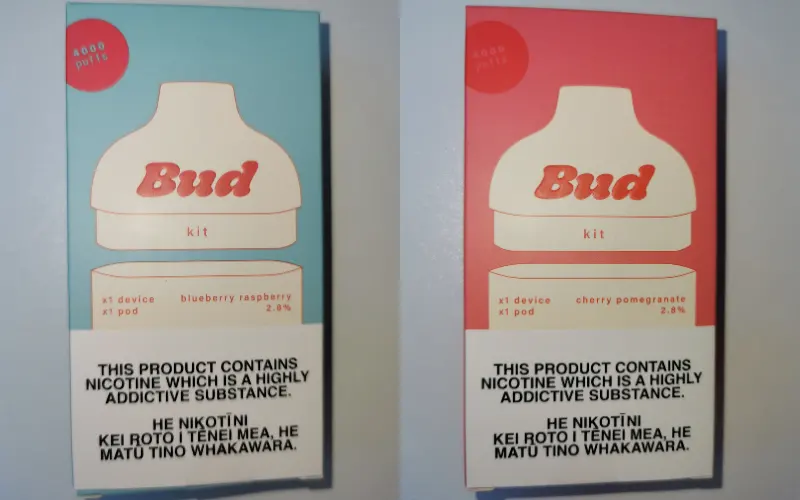 4000
puffs
Bud
kit
x1 device
x1 pod
blueberry raspberry
2.8%
THIS PRODUCT CONTAINS
NICOTINE WHICH IS A HIGHLY
ADDICTIVE SUBSTANCE.
HE NIKOTĪNI
KEI ROTO I TĒNEI MEA, HE
MATŪ TINO WHAKAWARA.
4000
puffs
Bud
kit
x1 device
x1 pod
cherry pomegranate
2.8%
THIS PRODUCT CONTAINS
NICOTINE WHICH IS A HIGHLY
ADDICTIVE SUBSTANCE.
HE NIKOTĪNI
KEI ROTO I TĒNEI MEA, HE
MATŪ TINO WHAKAWARA.